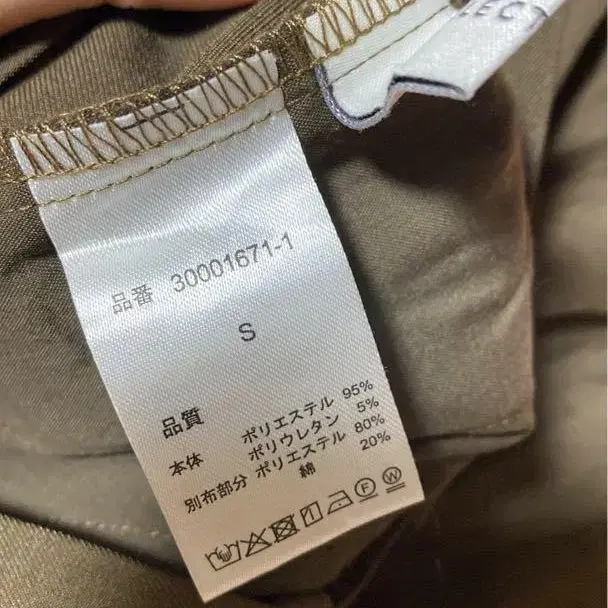 LECT
品番 30001671-1
S
品質
ポリエステル 95%
本体 ポリウレタン 5%
別布部分 ポリエステル 80%
綿 20%
F W